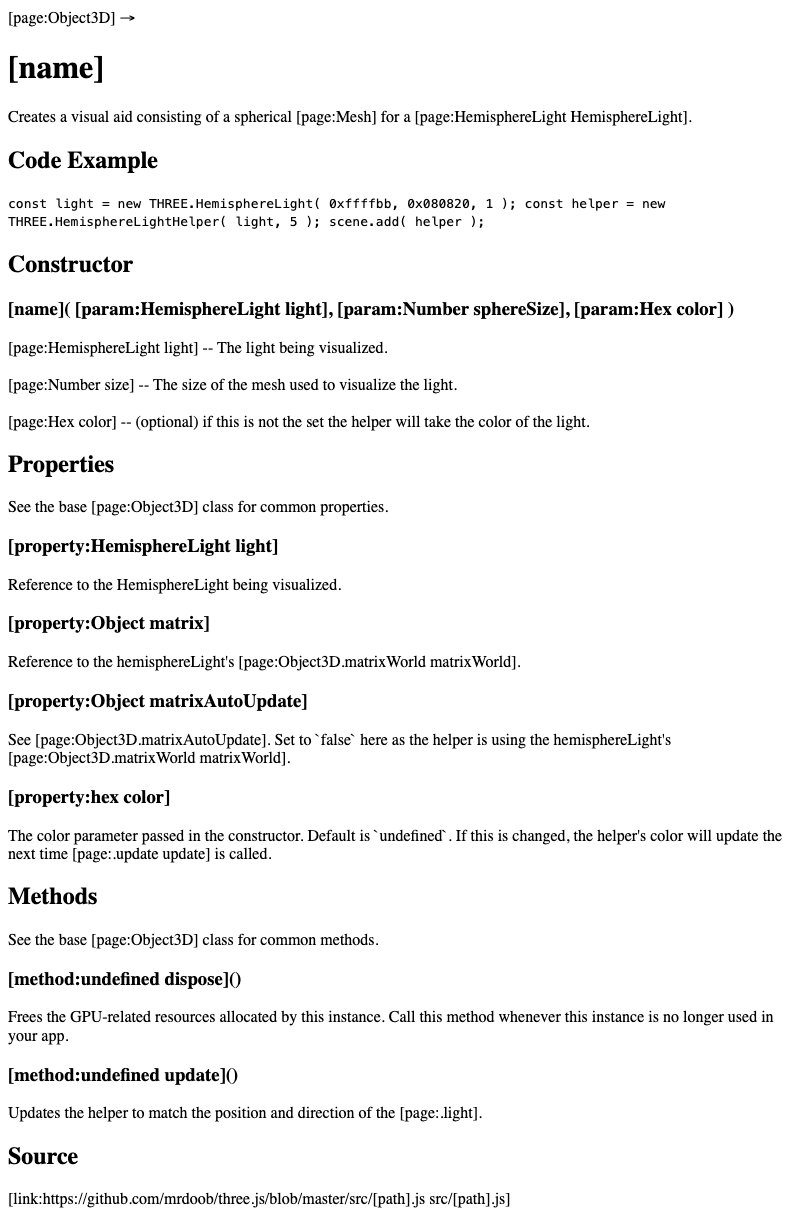 [page:Object3D] →
[name]
Creates a visual aid consisting of a spherical [page:Mesh] for a [page:HemisphereLight HemisphereLight].
Code Example
const light = new THREE.HemisphereLight( 0xffffbb, 0x080820, 1 ); const helper = new
THREE.HemisphereLightHelper( light, 5 ); scene.add( helper );
Constructor
[name]( [param:HemisphereLight light], [param:Number sphereSize], [param:Hex color] )
[page:HemisphereLight light] -- The light being visualized.
[page:Number size] -- The size of the mesh used to visualize the light.
[page:Hex color] -- (optional) if this is not the set the helper will take the color of the light.
Properties
See the base [page:Object3D] class for common properties.
[property:HemisphereLight light]
Reference to the HemisphereLight being visualized.
[property:Object matrix]
Reference to the hemisphereLight's [page:Object3D.matrixWorld matrixWorld].
[property:Object matrixAutoUpdate]
See [page:Object3D.matrixAutoUpdate]. Set to `false` here as the helper is using the hemisphereLight's
[page:Object3D.matrixWorld matrixWorld].
[property:hex color]
The color parameter passed in the constructor. Default is `undefined`. If this is changed, the helper's color will update the
next time [page:.update update] is called.
Methods
See the base [page:Object3D] class for common methods.
[method:undefined dispose]()
Frees the GPU-related resources allocated by this instance. Call this method whenever this instance is no longer used in
your app.
[method:undefined update]()
Updates the helper to match the position and direction of the [page:.light].
Source
[link:https://github.com/mrdoob/three.js/blob/master/src/[path].js src/[path].js]